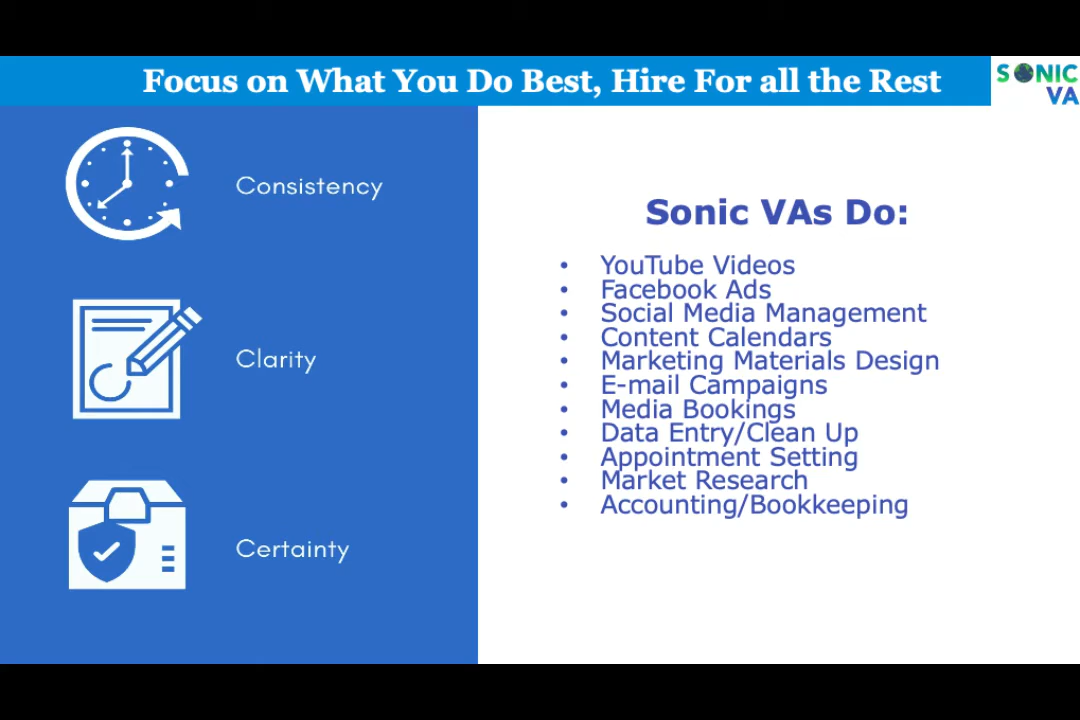 Focus on What You Do Best, Hire For all the Rest
SONIC
VA
Consistency
Clarity
Certainty
Sonic VAs Do:
• YouTube Videos
• Facebook Ads
• Social Media Management
• Content Calendars
• Marketing Materials Design
• E-mail Campaigns
• Media Bookings
• Data Entry/Clean Up
• Appointment Setting
• Market Research
• Accounting/Bookkeeping